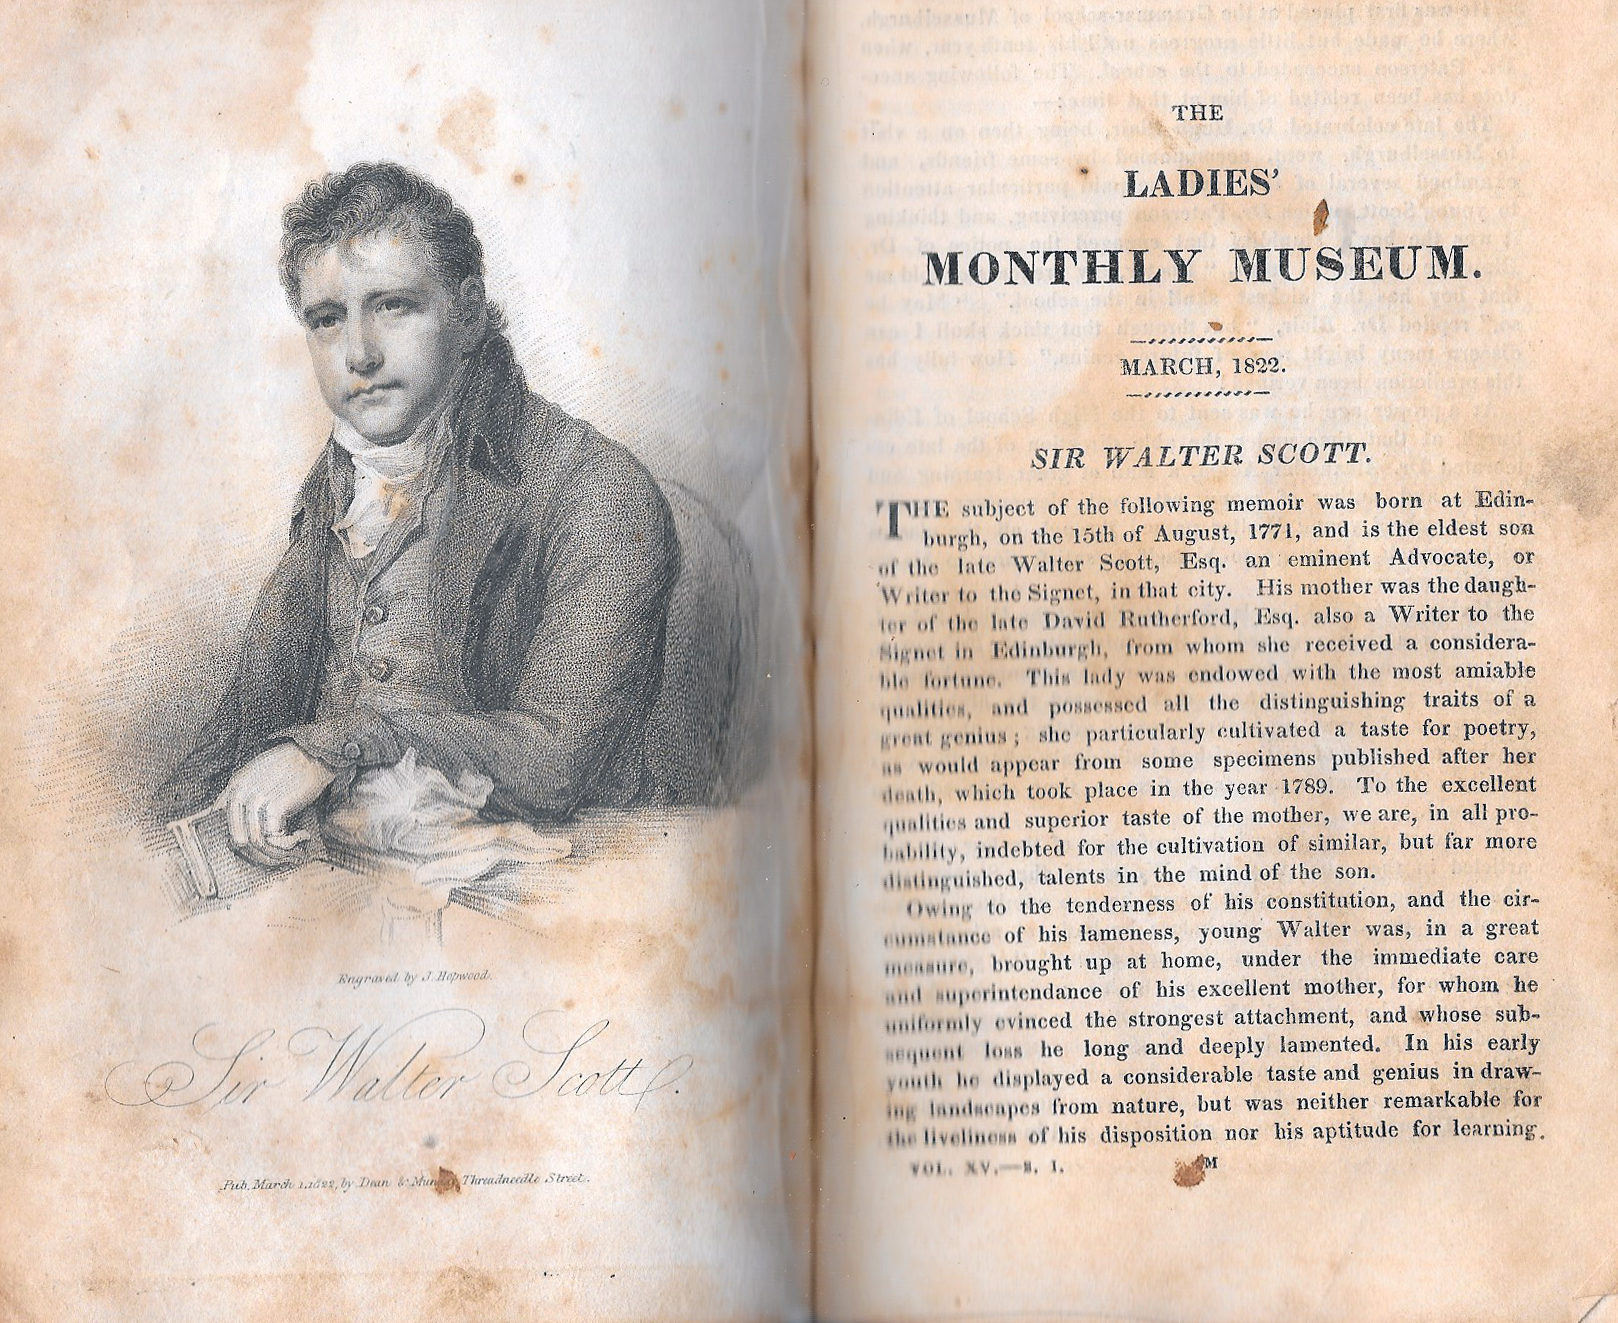 Engraved by J. Hopwood.
Sir Walter Scott.
Pub. March 1. 1822, by Dean & Threadneedle Street.
THE
LADIES’
MONTHLY MUSEUM.
MARCH, 1822.
SIR WALTER SCOTT.
THE subject of the following memoir was born at Edin-
burgh, on the 15th of August, 1771, and is the eldest son
of the late Walter Scott, Esq. an eminent Advocate, or
Writer to the Signet, in that city. His mother was the daugh-
ter of the late David Rutherford, Esq. also a Writer to the
Signet in Edinburgh, from whom she received a considera-
ble fortune. This lady was endowed with the most amiable
qualities, and possessed all the distinguishing traits of a
great genius; she particularly cultivated a taste for poetry,
as would appear from some specimens published after her
death, which took place in the year 1789. To the excellent
qualities and superior taste of the mother, we are, in all pro-
bability, indebted for the cultivation of similar, but far more
distinguished, talents in the mind of the son.
Owing to the tenderness of his constitution, and the cir-
cumstance of his lameness, young Walter was, in a great
measure, brought up at home, under the immediate care
and superintendance of his excellent mother, for whom he
uniformly evinced the strongest attachment, and whose sub-
sequent loss he long and deeply lamented. In his early
youth he displayed a considerable taste and genius in draw-
ing landscapes from nature, but was neither remarkable for
the liveliness of his disposition nor his aptitude for learning.
VOL. XV.—S. I. M